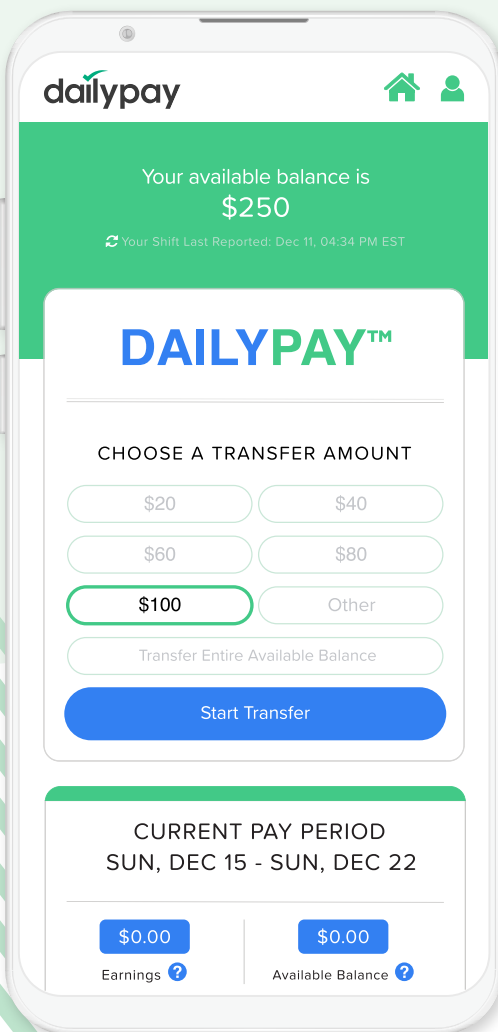 dailypay
Your available balance is
$250
Your Shift Last Reported: Dec 11, 04:34 PM EST
DAILYPAY™
CHOOSE A TRANSFER AMOUNT
$20 $40
$60 $80
$100 Other
Transfer Entire Available Balance
Start Transfer
CURRENT PAY PERIOD
SUN, DEC 15 - SUN, DEC 22
$0.00 $0.00
Earnings ? Available Balance ?